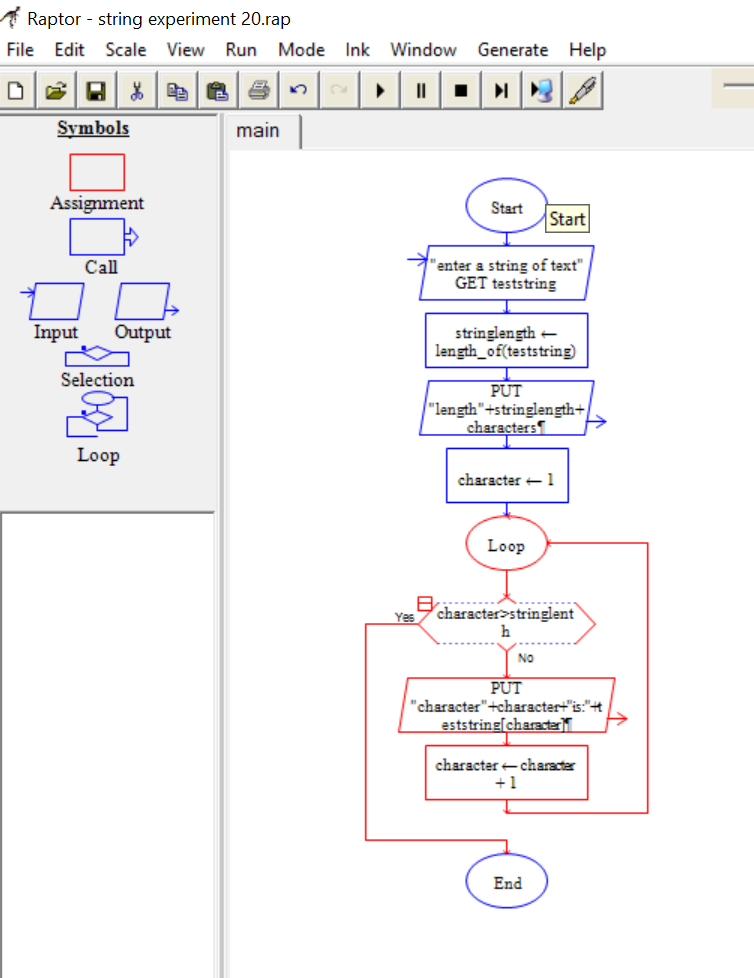 Raptor - string experiment 20.rap
File Edit Scale View Run Mode Ink Window Generate Help
Symbols
Assignment
Call
Input Output
Selection
Loop
main
Start
Start
"enter a string of text"
GET teststring
stringlength ←
length_of(teststring)
PUT
"length"+stringlength+
characters¶
character ← 1
Loop
Yes
character>stringlent
h
No
PUT
"character"+character+"is:"+t
eststring[character]¶
character ← character
+ 1
End